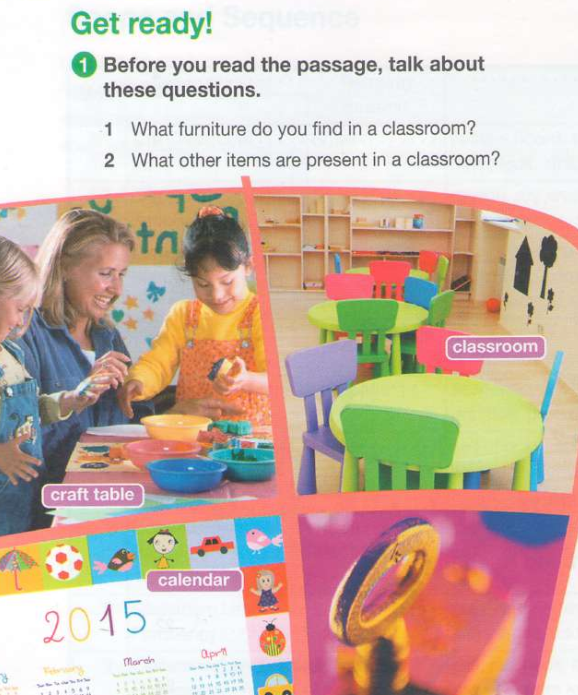 Get ready!
1 Before you read the passage, talk about
these questions.
1 What furniture do you find in a classroom?
2 What other items are present in a classroom?
classroom
craft table
calendar
2015
February
March
April